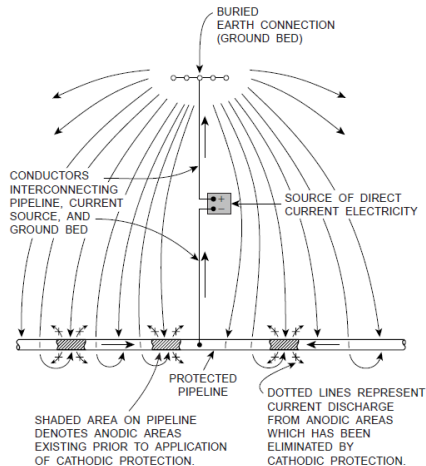 BURIED
EARTH CONNECTION
(GROUND BED)
CONDUCTORS
INTERCONNECTING
PIPELINE, CURRENT
SOURCE, AND
GROUND BED
+
−
SOURCE OF DIRECT
CURRENT ELECTRICITY
PROTECTED
PIPELINE
SHADED AREA ON PIPELINE
DENOTES ANODIC AREAS
EXISTING PRIOR TO APPLICATION
OF CATHODIC PROTECTION.
DOTTED LINES REPRESENT
CURRENT DISCHARGE
FROM ANODIC AREAS
WHICH HAS BEEN
ELIMINATED BY
CATHODIC PROTECTION.